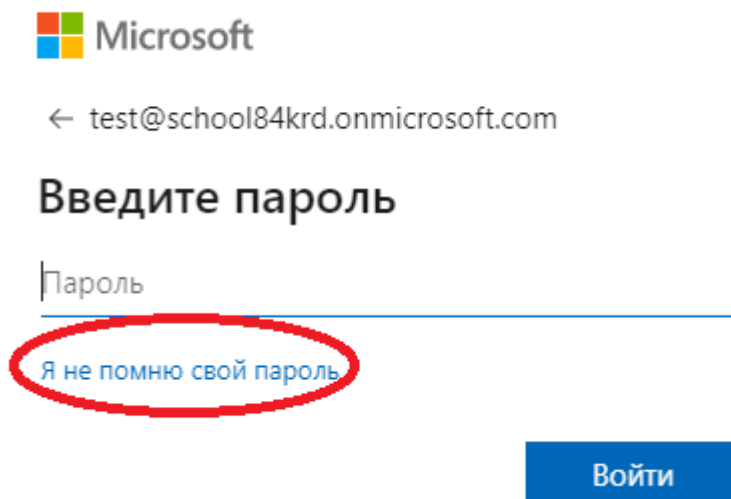 Microsoft
← test@school84krd.onmicrosoft.com
Введите пароль
Пароль
Я не помню свой пароль
Войти